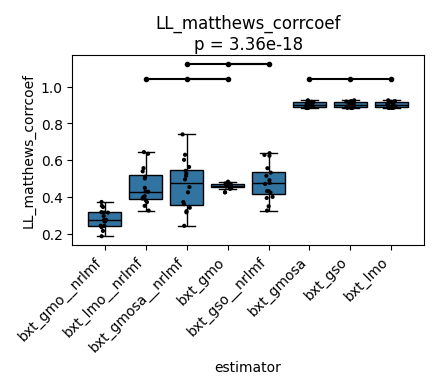 LL_matthews_corrcoef
p = 3.36e-18
LL_matthews_corrcoef
1.0
0.8
0.6
0.4
0.2
bxt_gmo__nrlmf
bxt_lmo__nrlmf
bxt_gmosa__nrlmf
bxt_gmo
bxt_gso__nrlmf
bxt_gmosa
bxt_gso
bxt_lmo
estimator